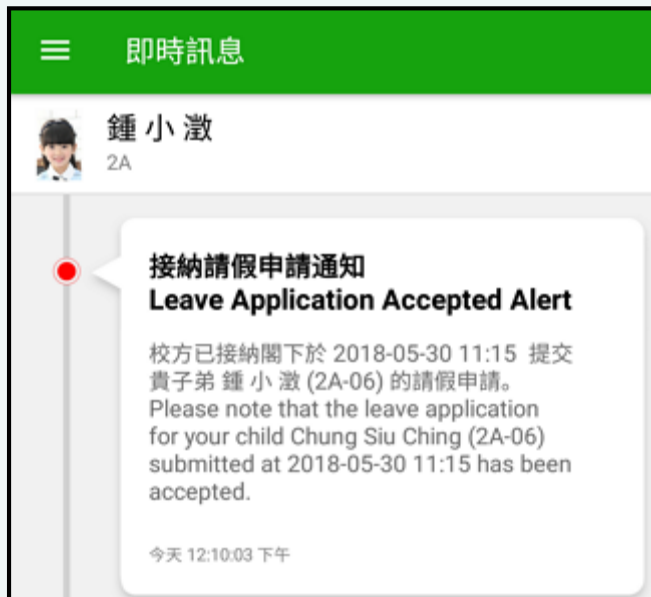 即時訊息
鍾 小 澂
2A
接納請假申請通知
Leave Application Accepted Alert
校方已接納閣下於 2018-05-30 11:15 提交
貴子弟 鍾 小 澂 (2A-06) 的請假申請。
Please note that the leave application
for your child Chung Siu Ching (2A-06)
submitted at 2018-05-30 11:15 has been
accepted.
今天 12:10:03 下午